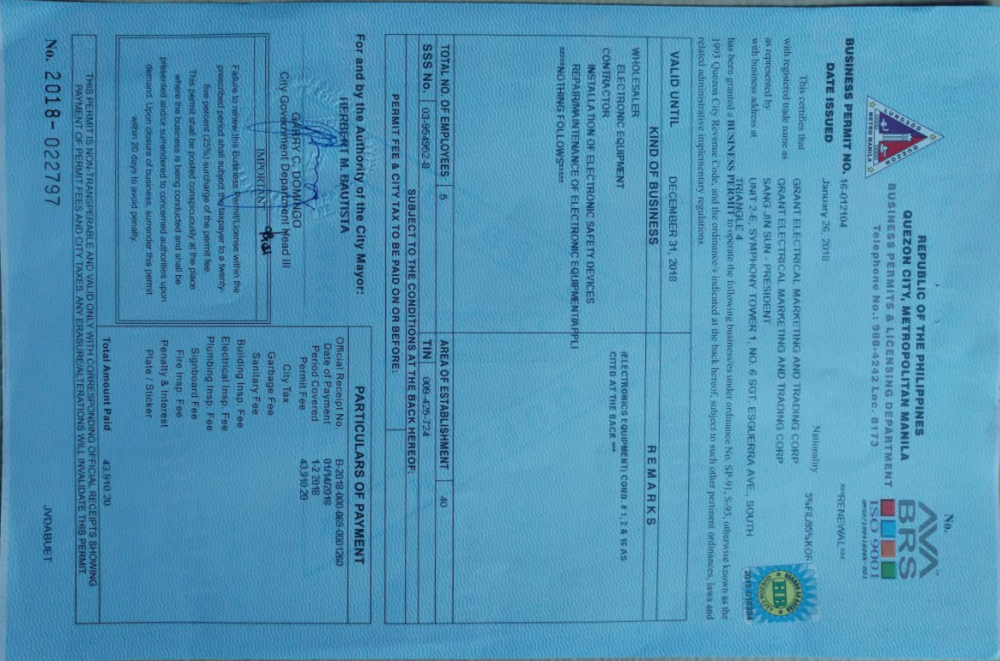 No.
REPUBLIC OF THE PHILIPPINES
QUEZON CITY, METROPOLITAN MANILA
BUSINESS PERMITS & LICENSING DEPARTMENT
Telephone No.: 988-4242 Loc. 8173
LUNGSOD QUEZON
METRO MANILA
AVA
BRS
ISO 9001
BUSINESS PERMIT NO. 16-012104
DATE ISSUED January 26, 2018
***RENEWAL***
Nationality 5%FIL/95%KOR
This certifies that GRANT ELECTRICAL MARKETING AND TRADING CORP
with registered trade name as GRANT ELECTRICAL MARKETING AND TRADING CORP.
as represented by SANG JIN SUN - PRESIDENT
with business address at UNIT 2-E, SYMPHONY TOWER 1, NO. 6 SGT. ESGUERRA AVE., SOUTH
TRIANGLE 4
QUEZON CITY
2018-018284
has been granted a BUSINESS PERMIT to operate the following business/es under ordinance No. SP-91, S-93, otherwise known as the
1993 Quezon City Revenue Code, and the ordinance/s indicated at the back hereof, subject to such other pertinent ordinances, laws and
related administrative implementary regulations.
VALID UNTIL DECEMBER 31, 2018
KIND OF BUSINESS REMARKS
WHOLESALER
ELECTRONIC EQUIPMENT
CONTRACTOR
INSTALLATION OF ELECTRONIC SAFETY DEVICES
REPAIR/MAINTENANCE OF ELECTRONIC EQUIPMENT/APPLI
*****NOTHING FOLLOWS*****
(ELECTRONICS EQUIPMENT) COND. # 1, 2 & 16 AS
CITED AT THE BACK ***
TOTAL NO. OF EMPLOYEES 5 AREA OF ESTABLISHMENT 40
SSS No. 03-954962-8 TIN 009-425-724
SUBJECT TO THE CONDITIONS AT THE BACK HEREOF:
PERMIT FEE & CITY TAX TO BE PAID ON OR BEFORE:
For and by the Authority of the City Mayor:
HERBERT M. BAUTISTA
GARRY C. DOMINGO
City Government Department Head III
IMPORTANT
Failure to renew this Business Permit/License within the
prescribed period shall subject the taxpayer to a twenty-
five percent (25%) surcharge of the permit fee.
This permit shall be posted conspicuously at the place
where the business is being conducted and shall be
presented and/or surrendered to concerned authorities upon
demand. Upon closure of business, surrender this permit
within 20 days to avoid penalty.
PARTICULARS OF PAYMENT
Official Receipt No. B-2018-000-069-0001260
Date of Payment 01/14/2018
Period Covered 1-2 2018
Permit Fee 43,910.20
City Tax
Garbage Fee
Sanitary Fee
Building Insp. Fee
Electrical Insp. Fee
Plumbing Insp. Fee
Signboard Fee
Fire Insp. Fee
Penalty & Interest
Plate / Sticker
Total Amount Paid 43,910.20
THIS PERMIT IS NON-TRANSFERABLE AND VALID ONLY WITH CORRESPONDING OFFICIAL RECEIPTS SHOWING
PAYMENT OF PERMIT FEES AND CITY TAXES. ANY ERASURE/ALTERATIONS WILL INVALIDATE THIS PERMIT
No. 2018-022797
JVDABUET